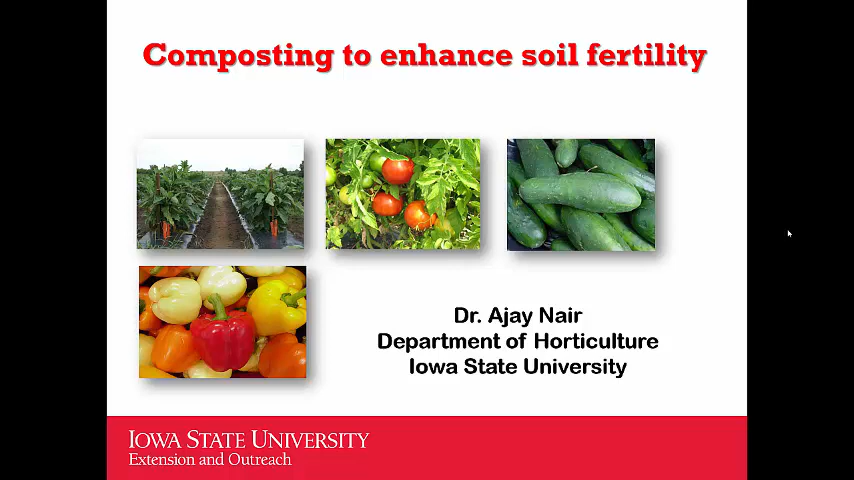 Composting to enhance soil fertility
Dr. Ajay Nair
Department of Horticulture
Iowa State University
IOWA STATE UNIVERSITY
Extension and Outreach